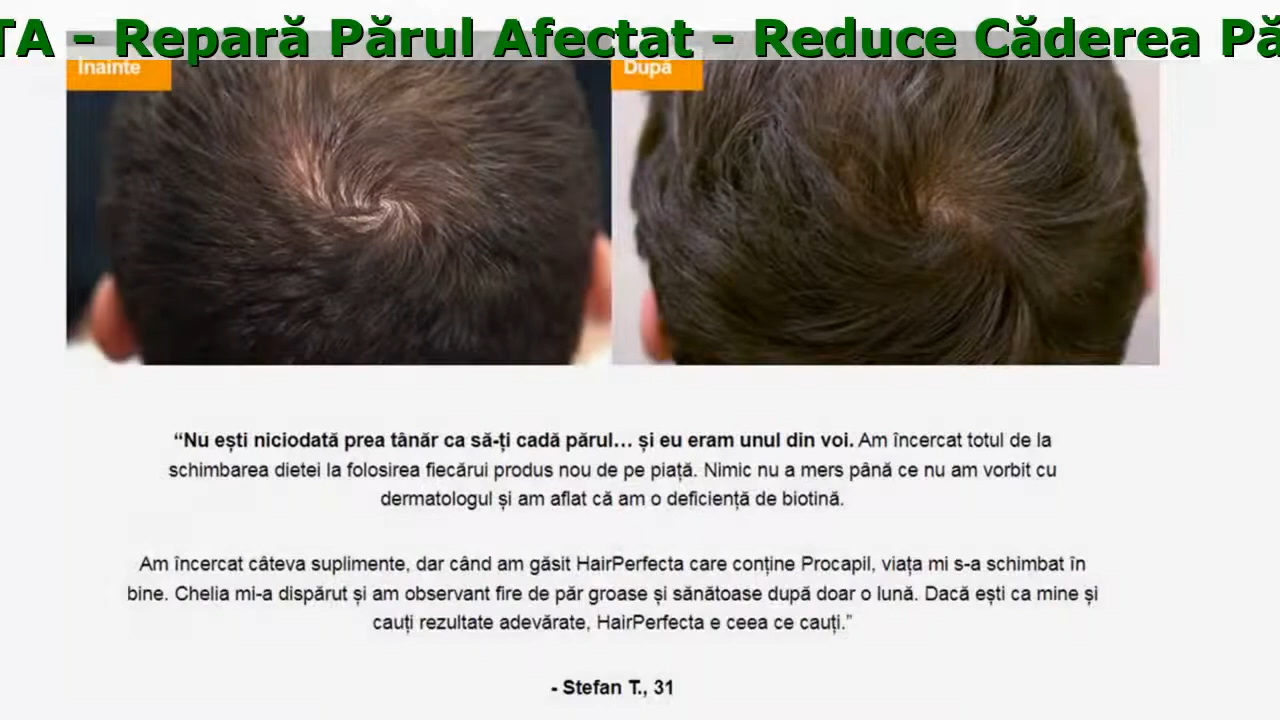 TA - Repară Părul Afectat - Reduce Căderea Pă
Înainte
După
“Nu ești niciodată prea tânăr ca să-ți cadă părul… și eu eram unul din voi. Am încercat totul de la
schimbarea dietei la folosirea fiecărui produs nou de pe piață. Nimic nu a mers până ce nu am vorbit cu
dermatologul și am aflat că am o deficiență de biotină.
Am încercat câteva suplimente, dar când am găsit HairPerfecta care conține Procapil, viața mi s-a schimbat în
bine. Chelia mi-a dispărut și am observant fire de păr groase și sănătoase după doar o lună. Dacă ești ca mine și
cauți rezultate adevărate, HairPerfecta e ceea ce cauți.”
- Stefan T., 31